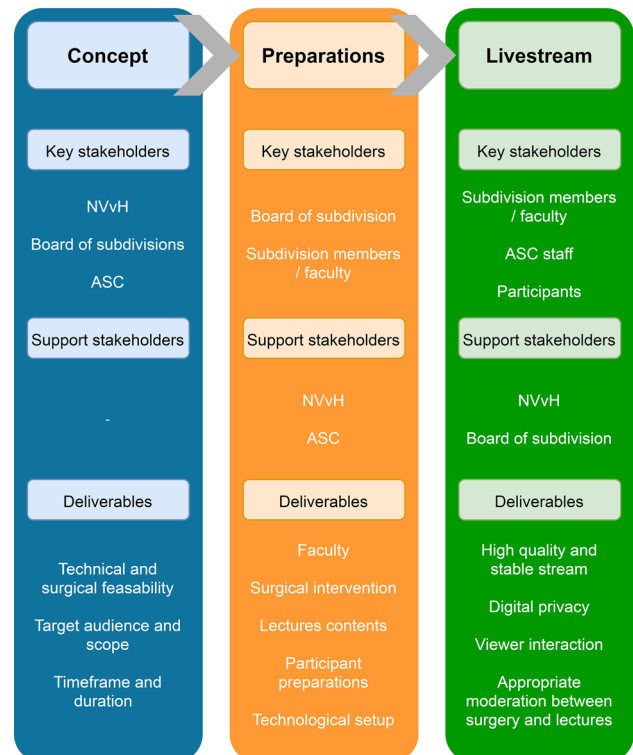 Concept
Key stakeholders
NVvH
Board of subdivisions
ASC
Support stakeholders
-
Deliverables
Technical and
surgical feasability
Target audience and
scope
Timeframe and
duration
Preparations
Key stakeholders
Board of subdivision
Subdivision members
/ faculty
Support stakeholders
NVvH
ASC
Deliverables
Faculty
Surgical intervention
Lectures contents
Participant
preparations
Technological setup
Livestream
Key stakeholders
Subdivision members
/ faculty
ASC staff
Participants
Support stakeholders
NVvH
Board of subdivision
Deliverables
High quality and
stable stream
Digital privacy
Viewer interaction
Appropriate
moderation between
surgery and lectures